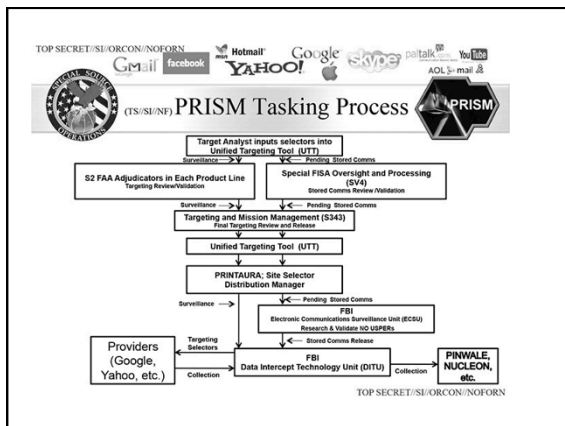 TOP SECRET//SI//ORCON//NOFORN
Gmail
facebook
msn Hotmail
YAHOO!
Google
skype
paltalk.com
YouTube
AOL mail
SPECIAL SOURCE OPERATIONS
(TS//SI//NF) PRISM Tasking Process
PRISM
Target Analyst inputs selectors into
Unified Targeting Tool (UTT)
Surveillance
Pending Stored Comms
S2 FAA Adjudicators in Each Product Line
Targeting Review/Validation
Special FISA Oversight and Processing
(SV4)
Stored Comms Review /Validation
Surveillance
Pending Stored Comms
Targeting and Mission Management (S343)
Final Targeting Review and Release
Unified Targeting Tool (UTT)
PRINTAURA; Site Selector
Distribution Manager
Surveillance
Pending Stored Comms
FBI
Electronic Communications Surveillance Unit (ECSU)
Research & Validate NO USPERs
Stored Comms Release
Providers
(Google,
Yahoo, etc.)
Targeting
Selectors
Collection
FBI
Data Intercept Technology Unit (DITU)
Collection
PINWALE,
NUCLEON,
etc.
TOP SECRET//SI//ORCON//NOFORN